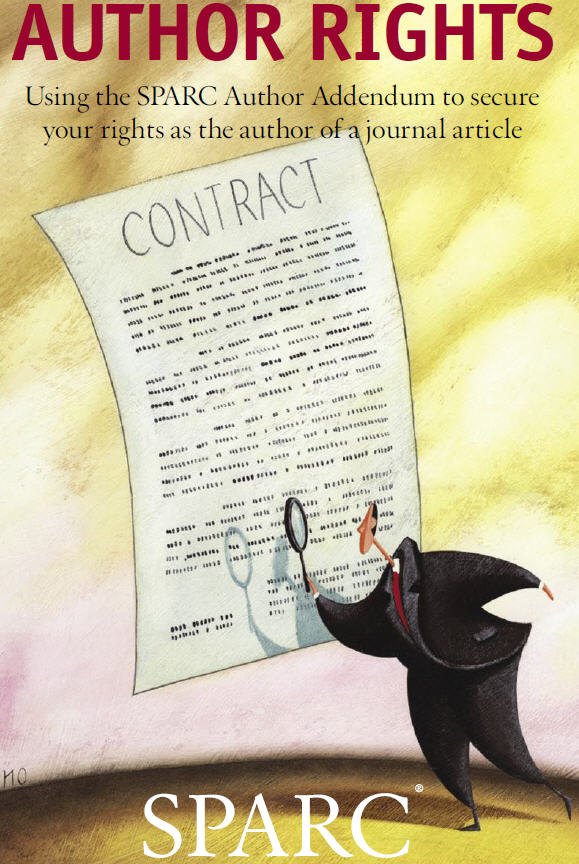 AUTHOR RIGHTS
Using the SPARC Author Addendum to secure
your rights as the author of a journal article
CONTRACT
SPARC®